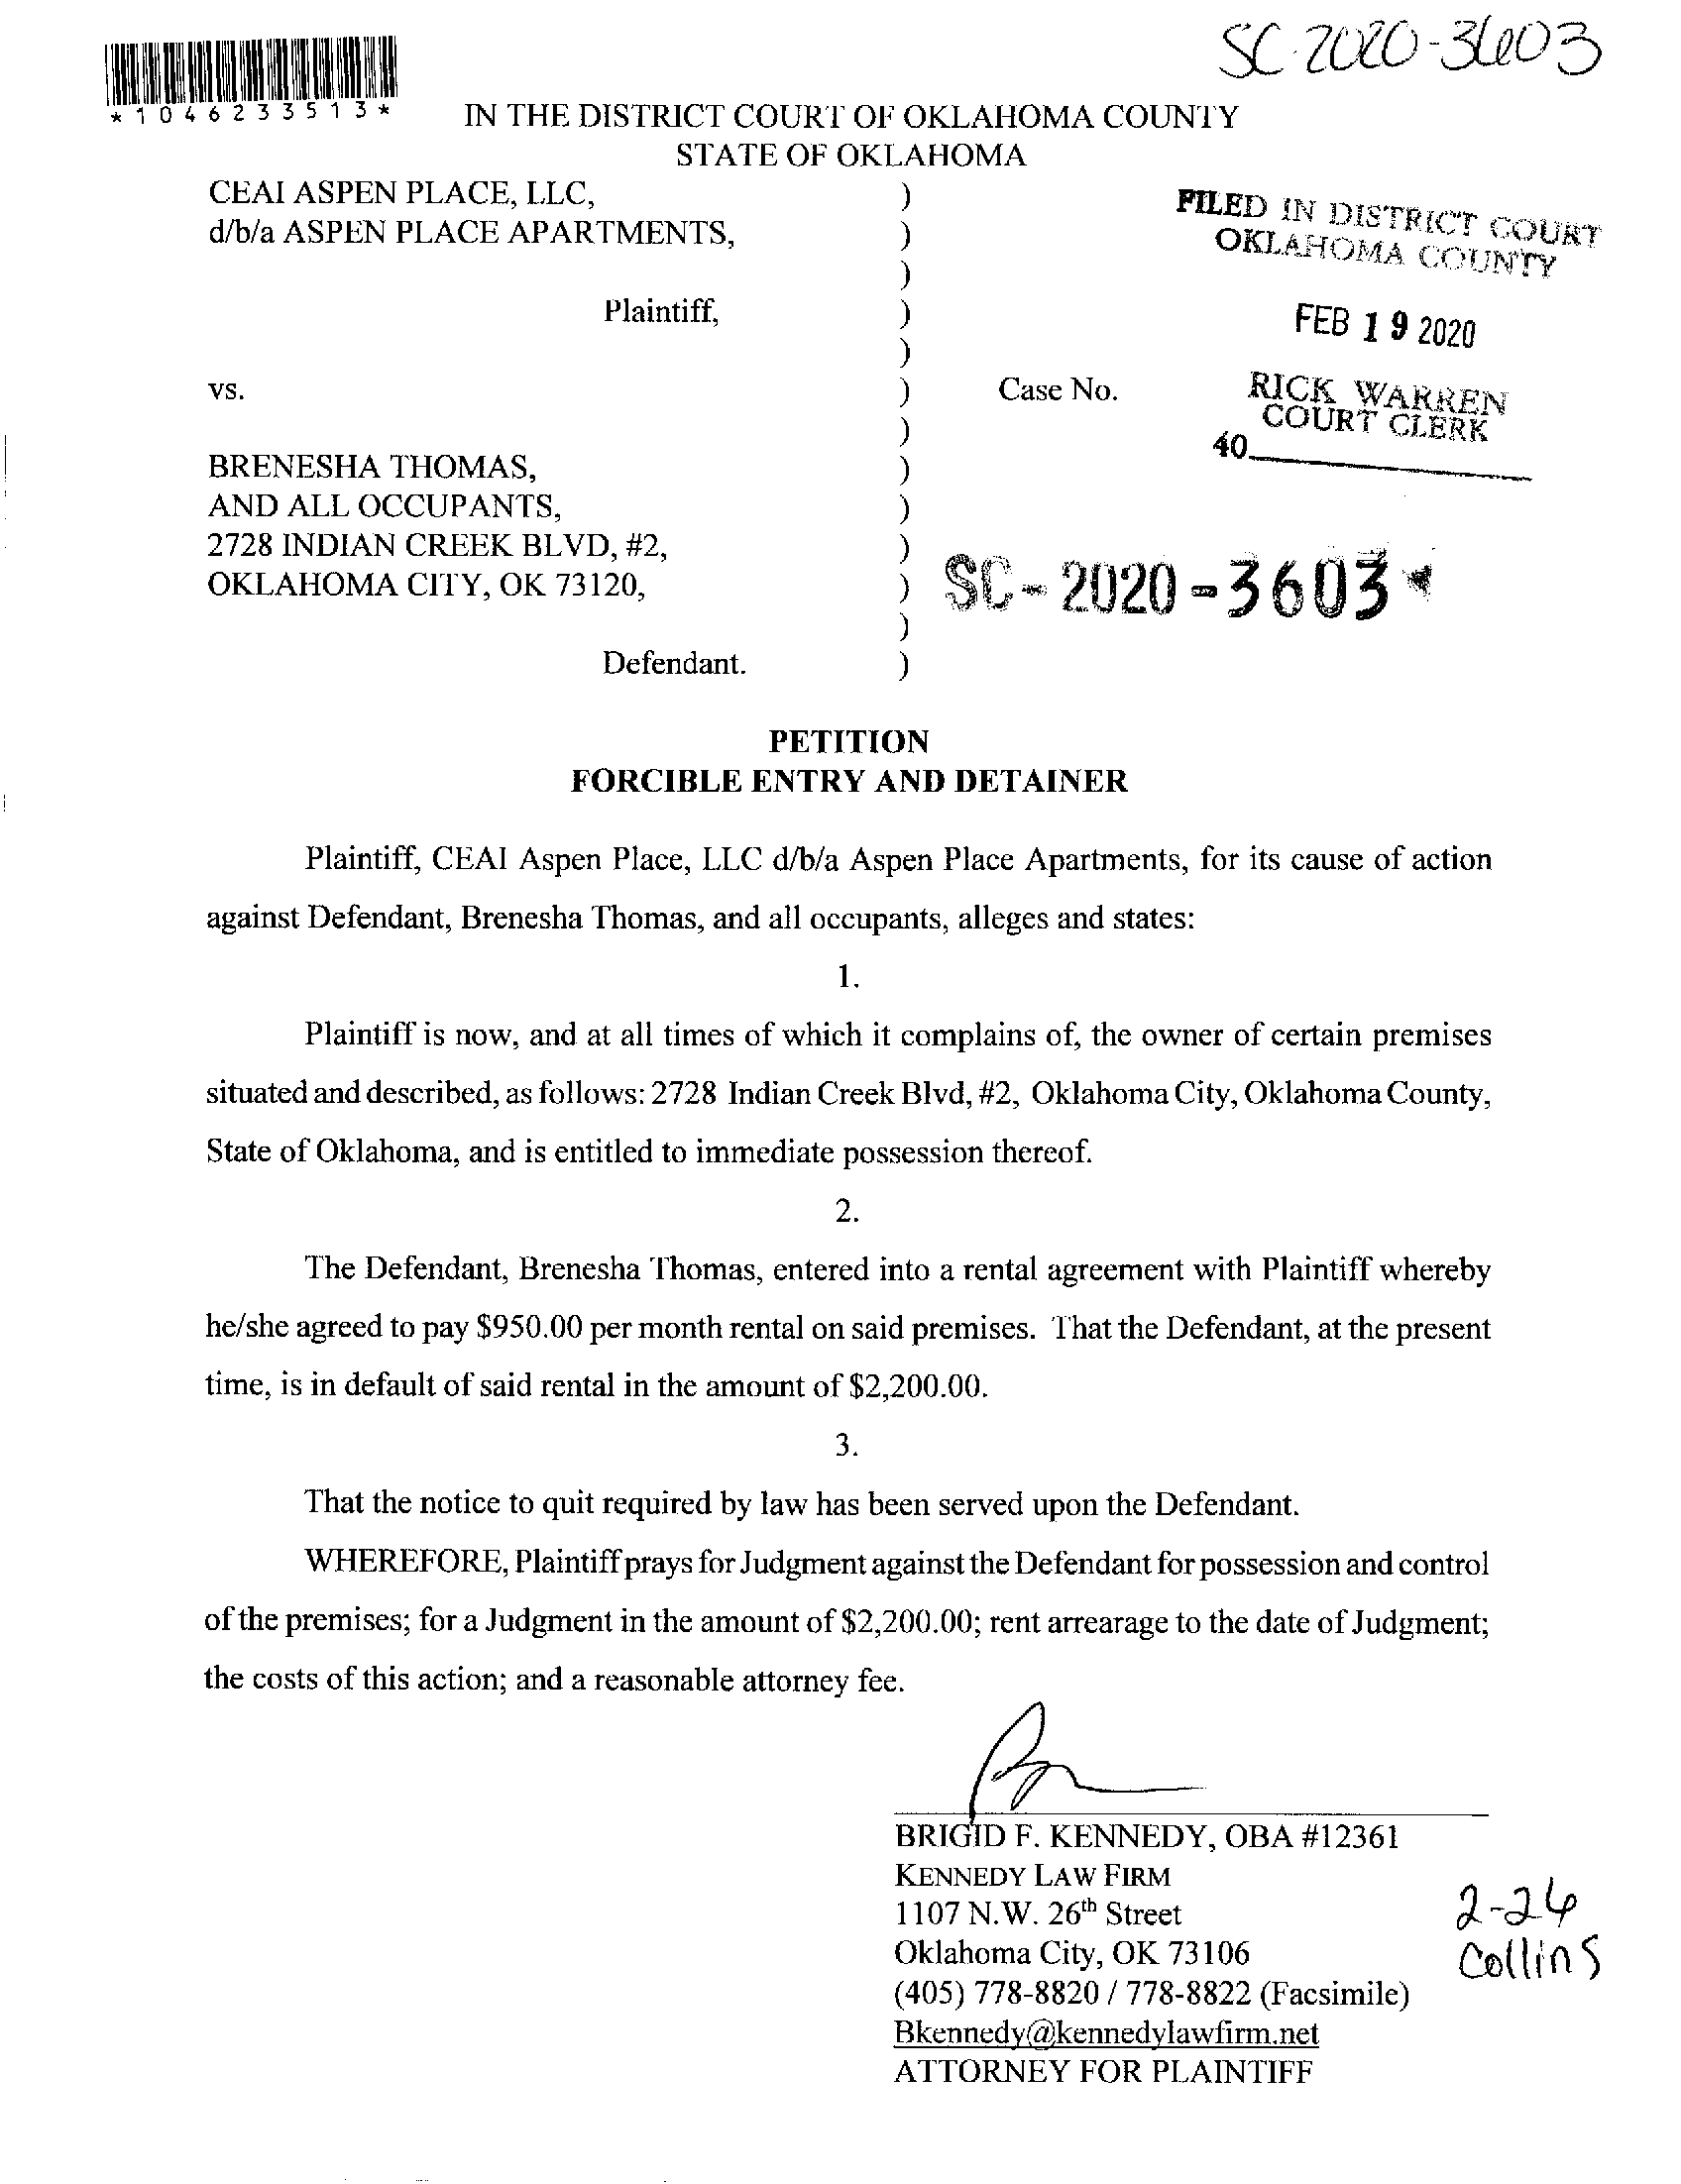 SC-2020-3603
*1046233513*
IN THE DISTRICT COURT OF OKLAHOMA COUNTY
STATE OF OKLAHOMA
CEAI ASPEN PLACE, LLC, )
d/b/a ASPEN PLACE APARTMENTS, )
)
Plaintiff, )
)
vs. ) Case No.
)
BRENESHA THOMAS, )
AND ALL OCCUPANTS, )
2728 INDIAN CREEK BLVD, #2, )
OKLAHOMA CITY, OK 73120, )
)
Defendant. )
FILED IN DISTRICT COURT
OKLAHOMA COUNTY
FEB 19 2020
RICK WARREN
COURT CLERK
40
SC-2020-3603
PETITION
FORCIBLE ENTRY AND DETAINER
Plaintiff, CEAI Aspen Place, LLC d/b/a Aspen Place Apartments, for its cause of action
against Defendant, Brenesha Thomas, and all occupants, alleges and states:
1.
Plaintiff is now, and at all times of which it complains of, the owner of certain premises
situated and described, as follows: 2728 Indian Creek Blvd, #2, Oklahoma City, Oklahoma County,
State of Oklahoma, and is entitled to immediate possession thereof.
2.
The Defendant, Brenesha Thomas, entered into a rental agreement with Plaintiff whereby
he/she agreed to pay $950.00 per month rental on said premises. That the Defendant, at the present
time, is in default of said rental in the amount of $2,200.00.
3.
That the notice to quit required by law has been served upon the Defendant.
WHEREFORE, Plaintiff prays for Judgment against the Defendant for possession and control
of the premises; for a Judgment in the amount of $2,200.00; rent arrearage to the date of Judgment;
the costs of this action; and a reasonable attorney fee.
BRIGID F. KENNEDY, OBA #12361
KENNEDY LAW FIRM
1107 N.W. 26th Street
Oklahoma City, OK 73106
(405) 778-8820 / 778-8822 (Facsimile)
Bkennedy@kennedylawfirm.net
ATTORNEY FOR PLAINTIFF
2-26
Collins